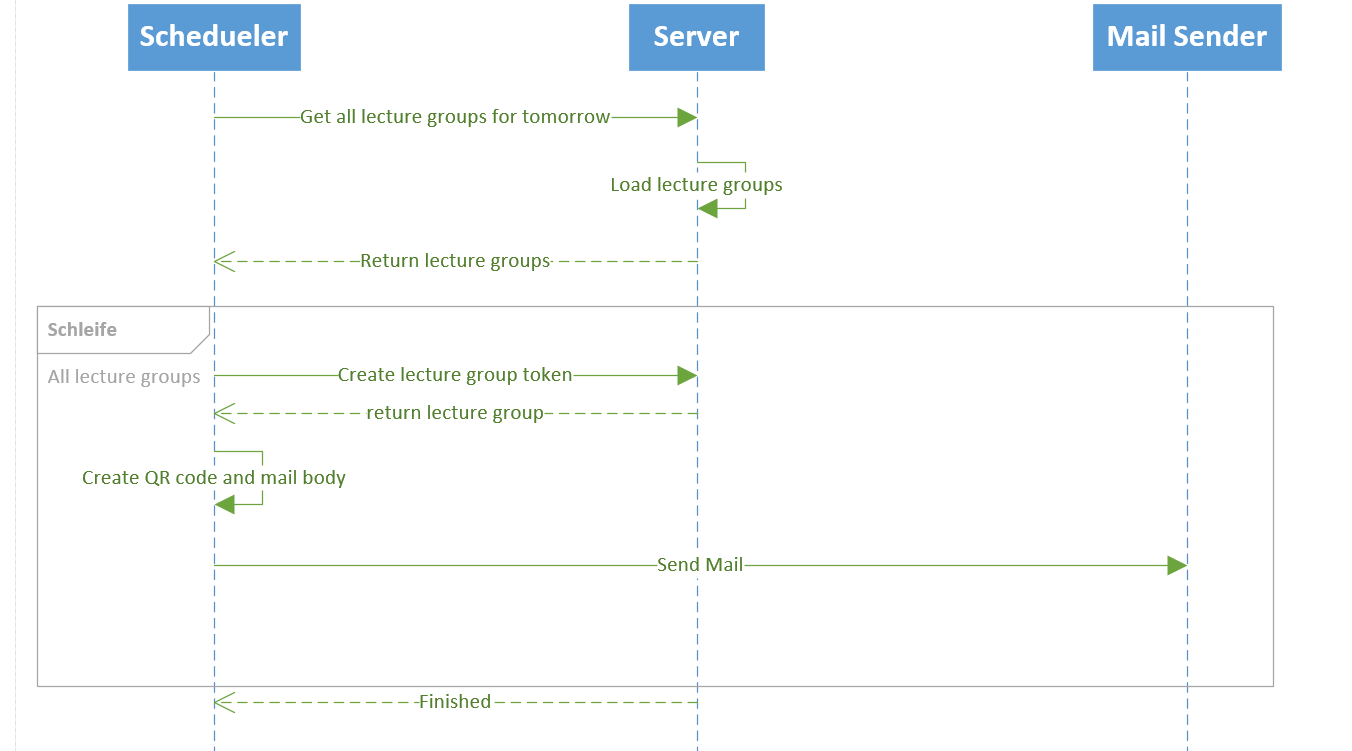 Schedueler
Server
Mail Sender
Get all lecture groups for tomorrow
Load lecture groups
Return lecture groups
Schleife
All lecture groups
Create lecture group token
return lecture group
Create QR code and mail body
Send Mail
Finished